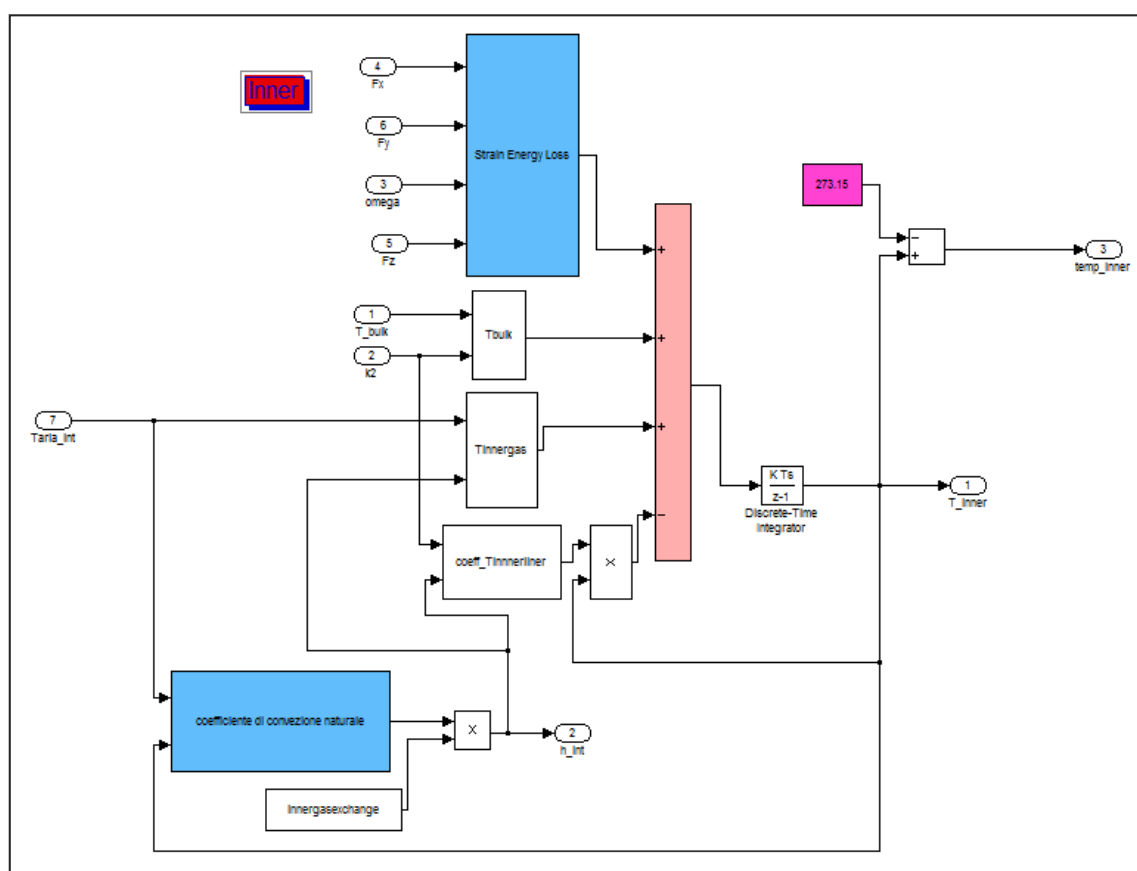 Inner
4
Fx
6
Fy
3
omega
5
Fz
Strain Energy Loss
273.15
−
+
3
temp_inner
1
T_bulk
2
k2
Tbulk
7
Taria_int
Tinnergas
+
+
+
−
K Ts
z-1
Discrete-Time
Integrator
1
T_inner
coeff_Tinnnerliner
X
coefficiente di convezione naturale
X
2
h_int
Innergasexchange